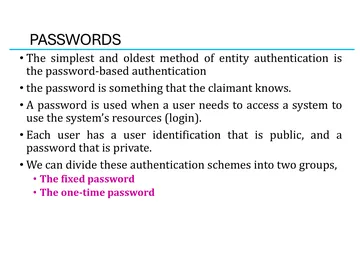 PASSWORDS
• The simplest and oldest method of entity authentication is
the password-based authentication
• the password is something that the claimant knows.
• A password is used when a user needs to access a system to
use the system's resources (login).
• Each user has a user identification that is public, and a
password that is private.
• We can divide these authentication schemes into two groups,
• The fixed password
• The one-time password